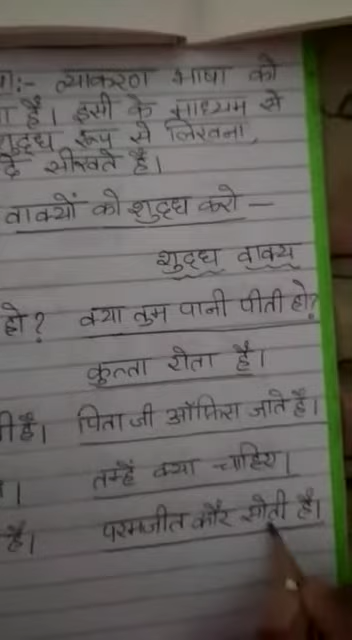 ण:- व्याकरण भाषा को
ा है। इसी के माध्यम से
शुद्ध रूप से लिखना,
सीखते है।
वाक्यों को शुद्ध करो —
शुद्ध वाक्य
हो? क्या तुम पानी पीती हो?
कुत्ता रोता है।
ी है। पिता जी ऑफिस जाते है।
। तुम्हें क्या चाहिए।
है। परमजीत कौर सोती है।